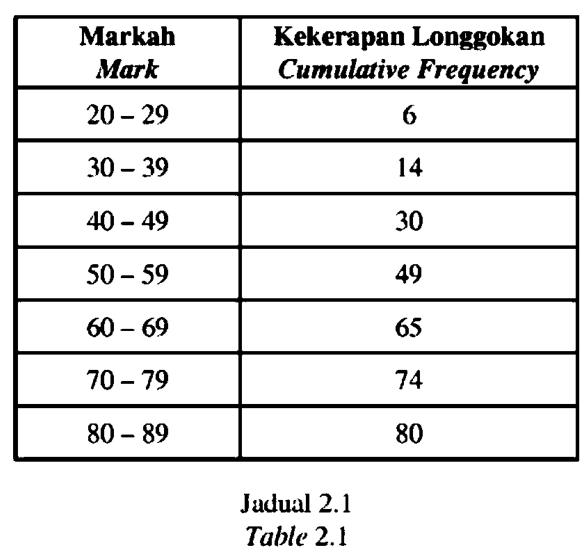 Markah Kekerapan Longgokan
Mark Cumulative Frequency
20 – 29 6
30 – 39 14
40 – 49 30
50 – 59 49
60 – 69 65
70 – 79 74
80 – 89 80
Jadual 2.1
Table 2.1